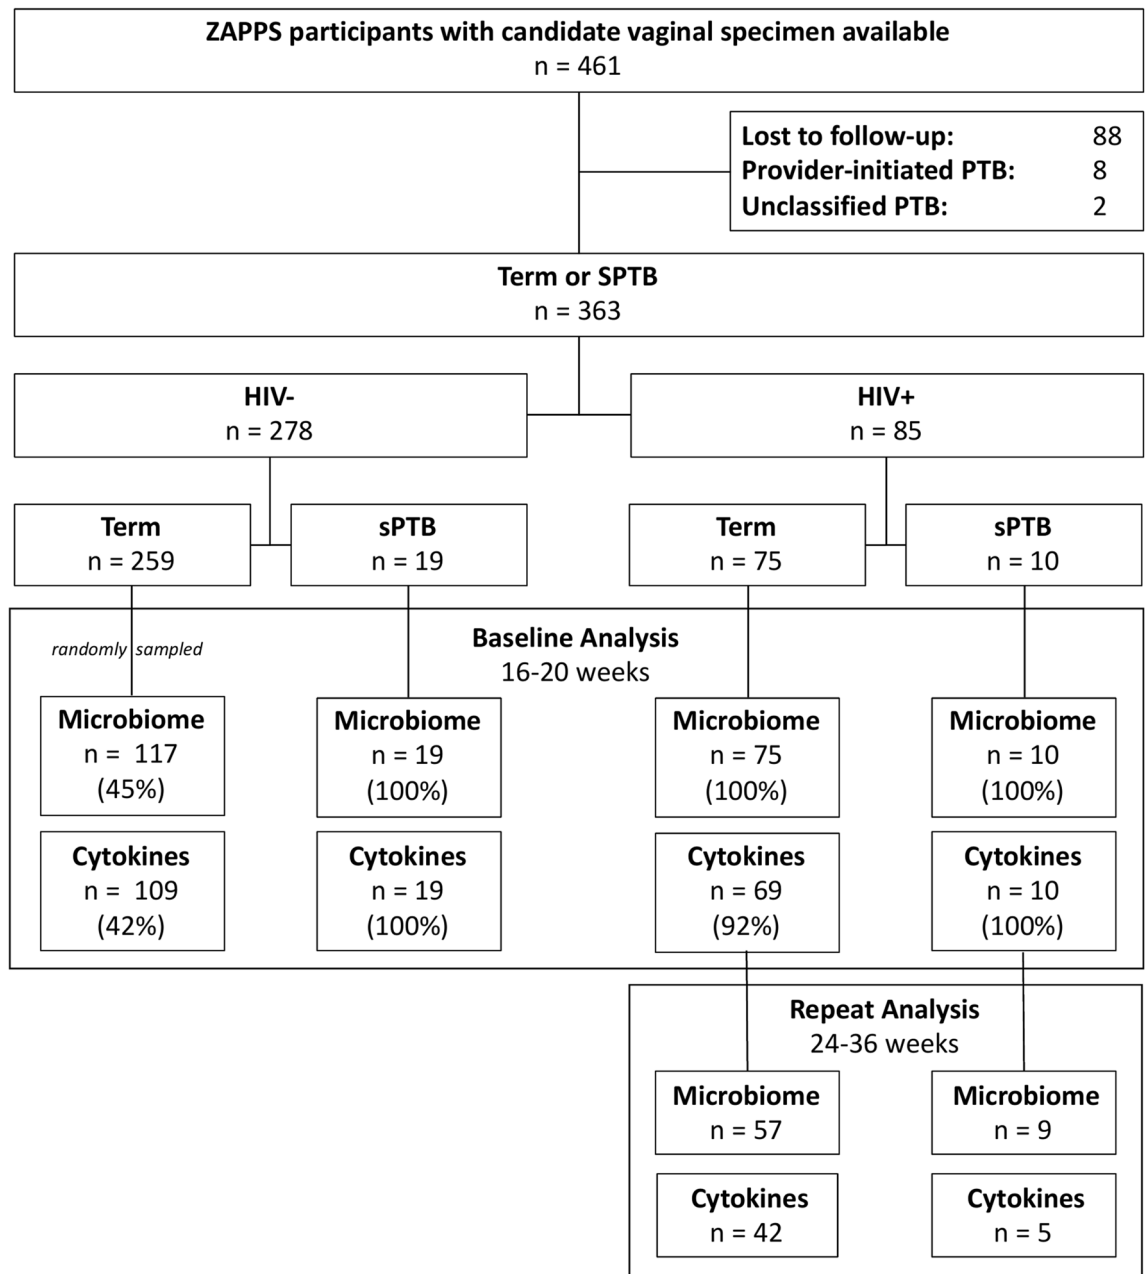 ZAPPS participants with candidate vaginal specimen available
n = 461
Lost to follow-up: 88
Provider-initiated PTB: 8
Unclassified PTB: 2
Term or SPTB
n = 363
HIV-
n = 278
HIV+
n = 85
Term
n = 259
sPTB
n = 19
Term
n = 75
sPTB
n = 10
Baseline Analysis
16-20 weeks
randomly sampled
Microbiome
n = 117
(45%)
Microbiome
n = 19
(100%)
Microbiome
n = 75
(100%)
Microbiome
n = 10
(100%)
Cytokines
n = 109
(42%)
Cytokines
n = 19
(100%)
Cytokines
n = 69
(92%)
Cytokines
n = 10
(100%)
Repeat Analysis
24-36 weeks
Microbiome
n = 57
Microbiome
n = 9
Cytokines
n = 42
Cytokines
n = 5